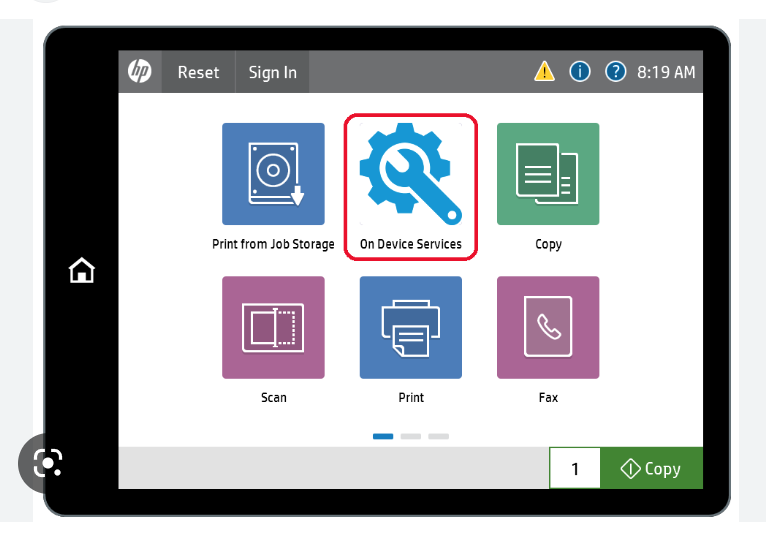 hp
Reset
Sign In
i
?
8:19 AM
Print from Job Storage
On Device Services
Copy
Scan
Print
Fax
1
Copy